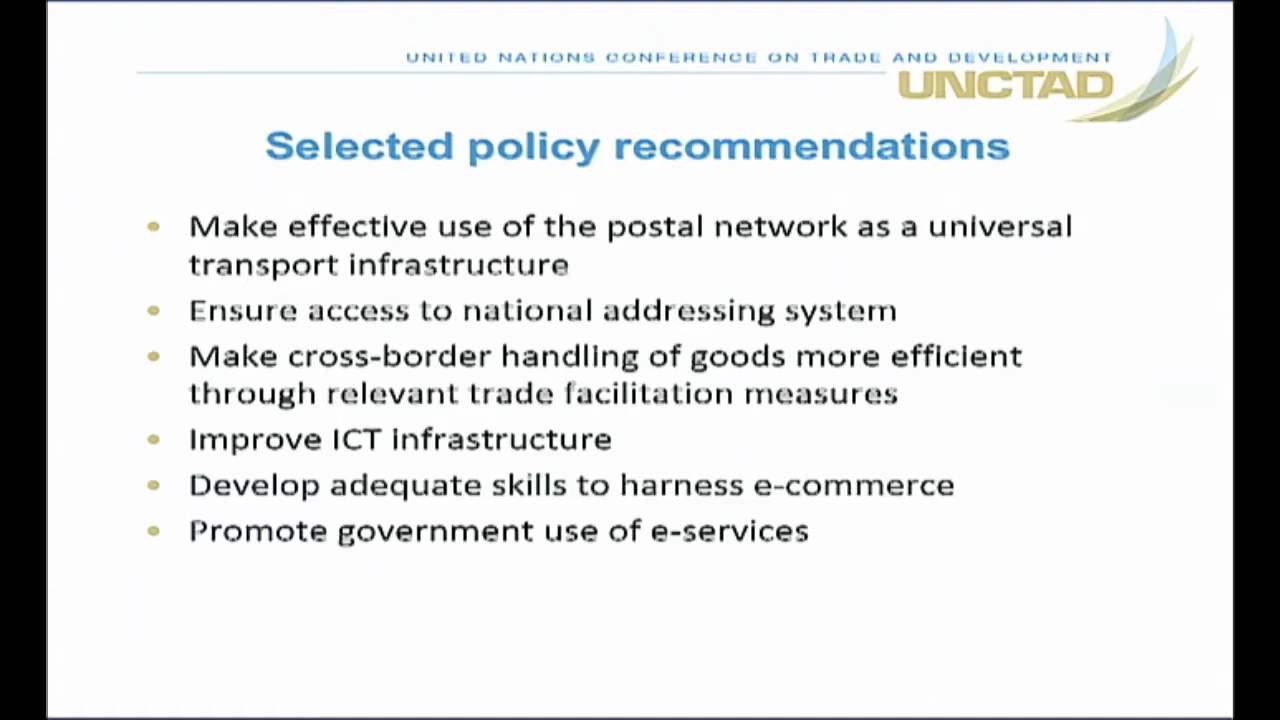 UNITED NATIONS CONFERENCE ON TRADE AND DEVELOPMENT
UNCTAD
Selected policy recommendations
• Make effective use of the postal network as a universal
transport infrastructure
• Ensure access to national addressing system
• Make cross-border handling of goods more efficient
through relevant trade facilitation measures
• Improve ICT infrastructure
• Develop adequate skills to harness e-commerce
• Promote government use of e-services